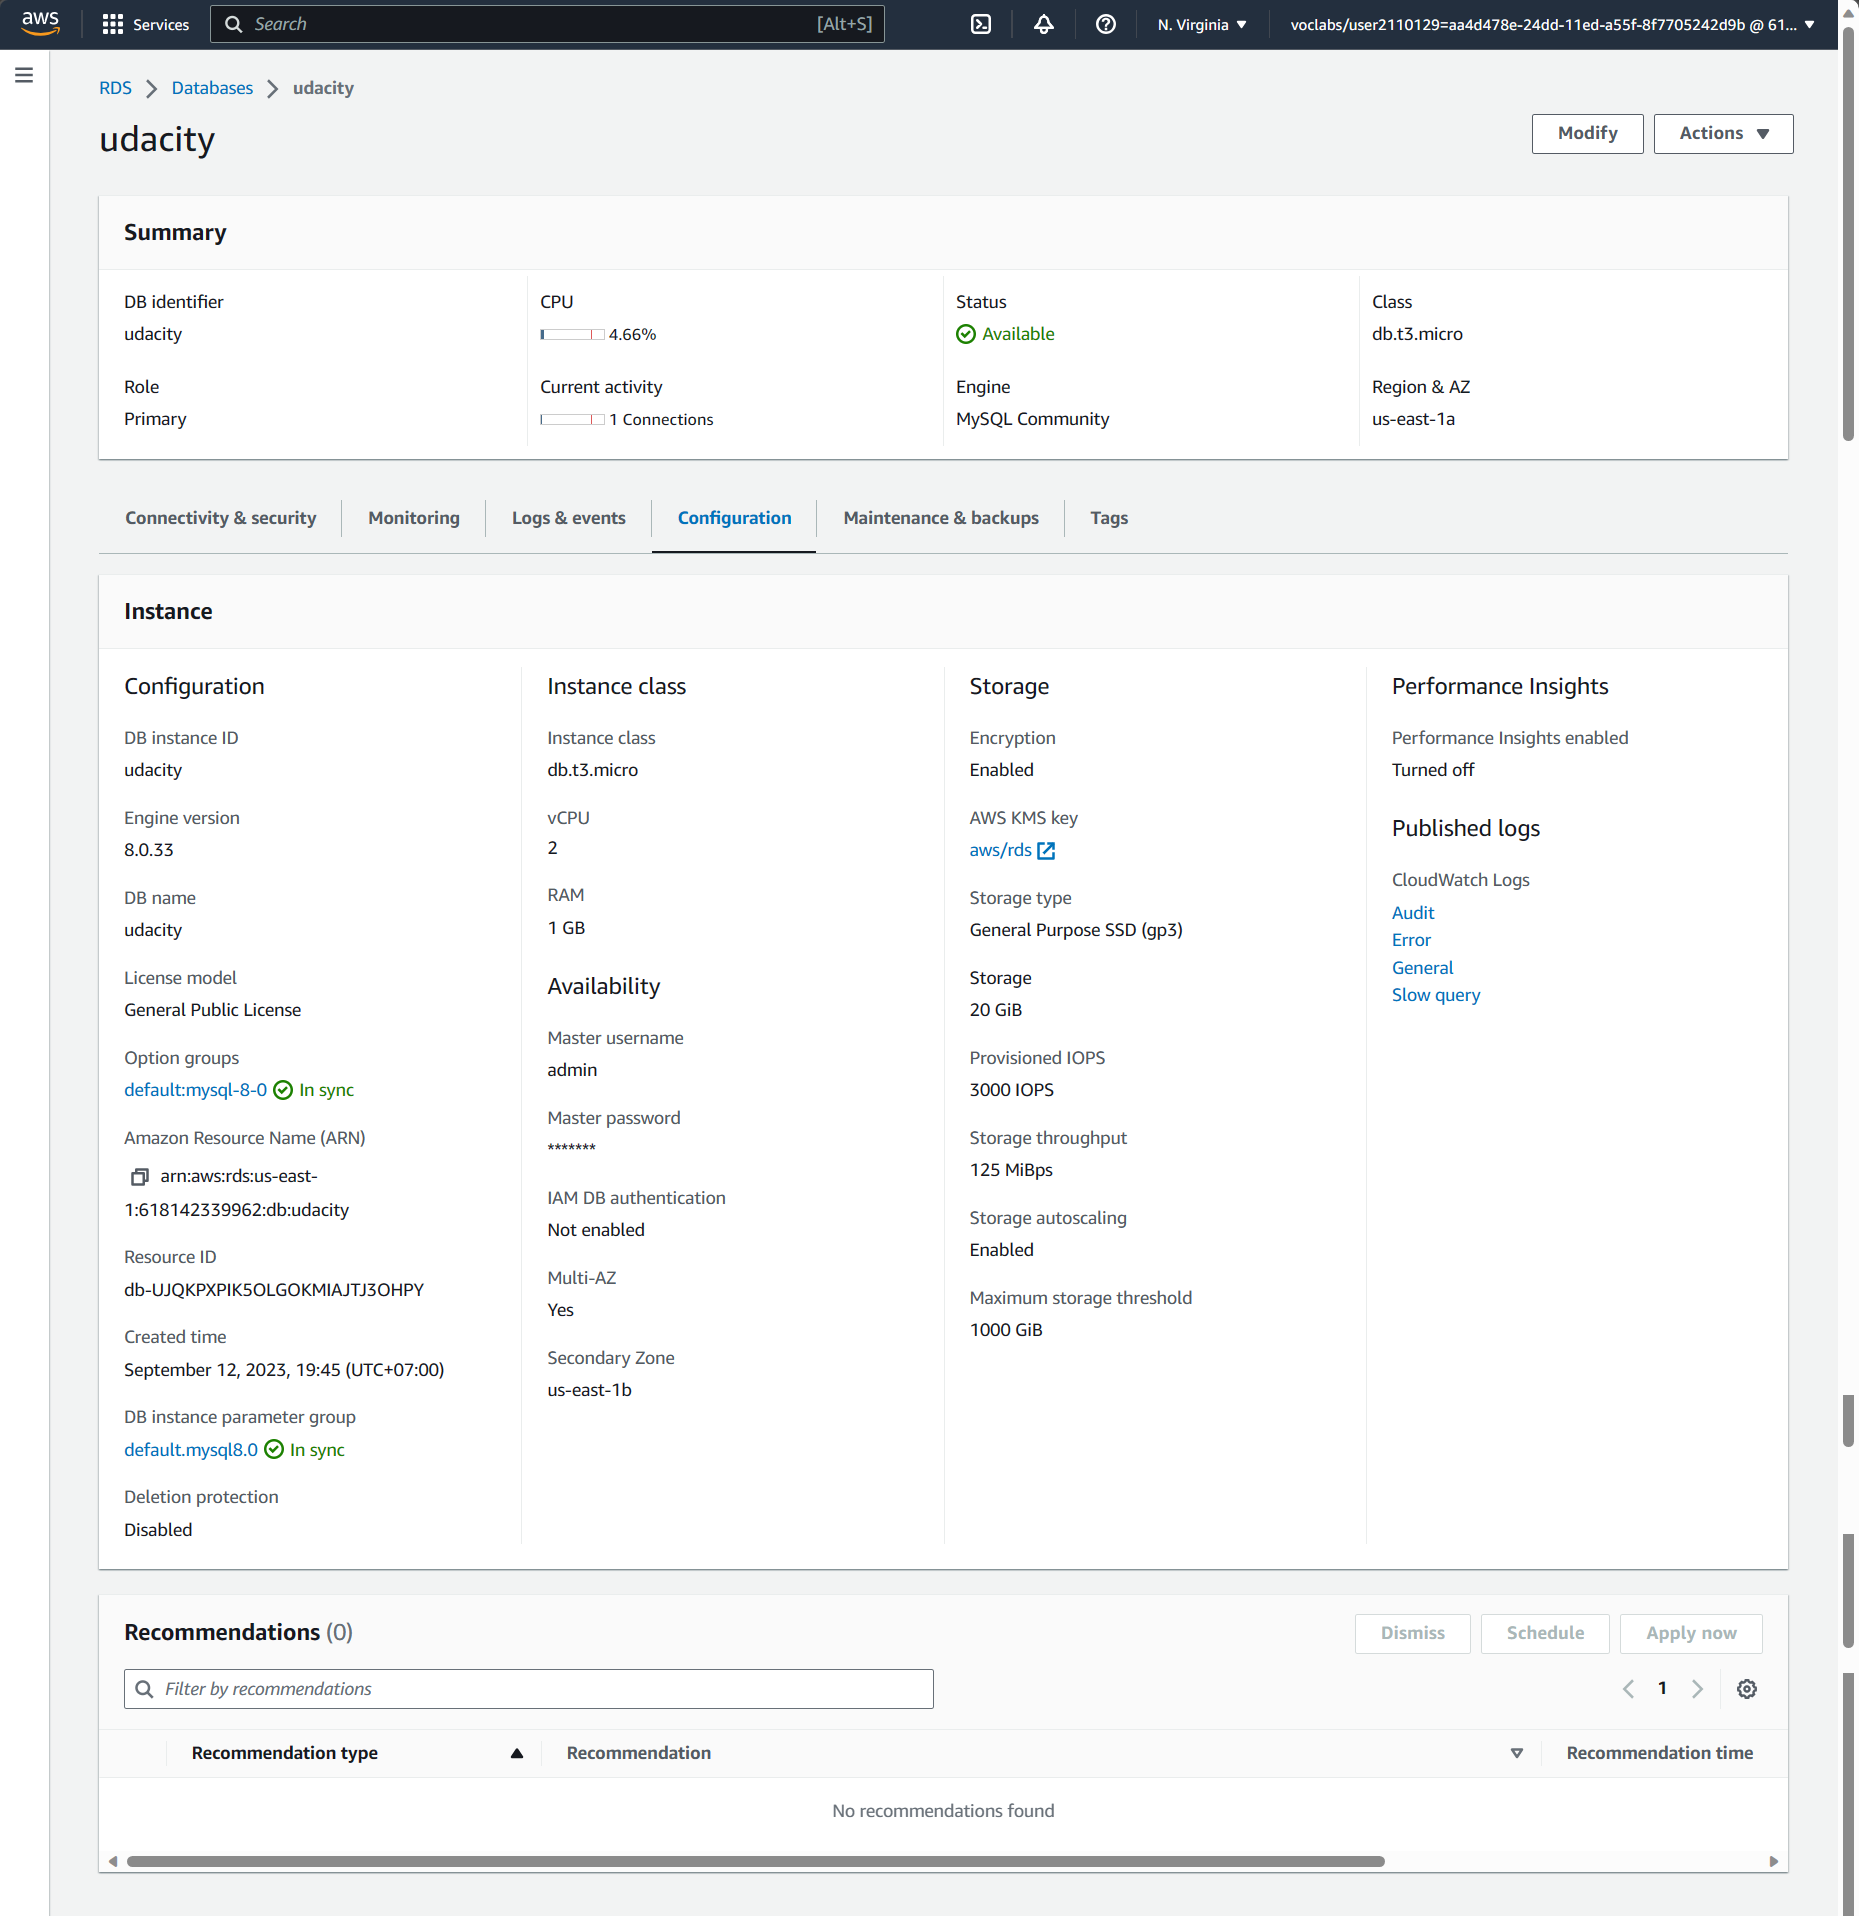 aws Services Search [Alt+S] N. Virginia voclabs/user2110129=aa4d478e-24dd-11ed-a55f-8f7705242d9b @ 61...
RDS Databases udacity
udacity
Modify Actions
Summary
DB identifier
udacity
CPU
4.66%
Status
Available
Class
db.t3.micro
Role
Primary
Current activity
1 Connections
Engine
MySQL Community
Region & AZ
us-east-1a
Connectivity & security Monitoring Logs & events Configuration Maintenance & backups Tags
Instance
Configuration
DB instance ID
udacity
Engine version
8.0.33
DB name
udacity
License model
General Public License
Option groups
default:mysql-8-0 In sync
Amazon Resource Name (ARN)
arn:aws:rds:us-east-
1:618142339962:db:udacity
Resource ID
db-UJQKPXPIK5OLGOKMIAJTJ3OHPY
Created time
September 12, 2023, 19:45 (UTC+07:00)
DB instance parameter group
default.mysql8.0 In sync
Deletion protection
Disabled
Instance class
Instance class
db.t3.micro
vCPU
2
RAM
1 GB
Availability
Master username
admin
Master password
*******
IAM DB authentication
Not enabled
Multi-AZ
Yes
Secondary Zone
us-east-1b
Storage
Encryption
Enabled
AWS KMS key
aws/rds
Storage type
General Purpose SSD (gp3)
Storage
20 GiB
Provisioned IOPS
3000 IOPS
Storage throughput
125 MiBps
Storage autoscaling
Enabled
Maximum storage threshold
1000 GiB
Performance Insights
Performance Insights enabled
Turned off
Published logs
CloudWatch Logs
Audit
Error
General
Slow query
Recommendations (0)
Dismiss Schedule Apply now
Filter by recommendations
1
Recommendation type Recommendation Recommendation time
No recommendations found